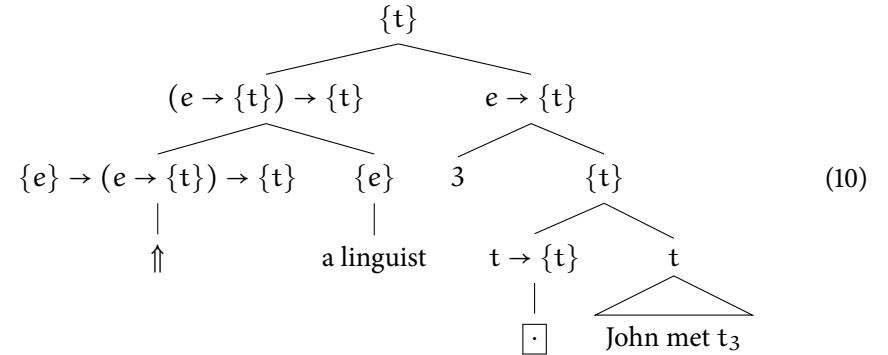 {t}
(e → {t}) → {t} e → {t}
{e} → (e → {t}) → {t} {e} 3 {t} (10)
⇑ a linguist t → {t} t
⋅ John met t₃